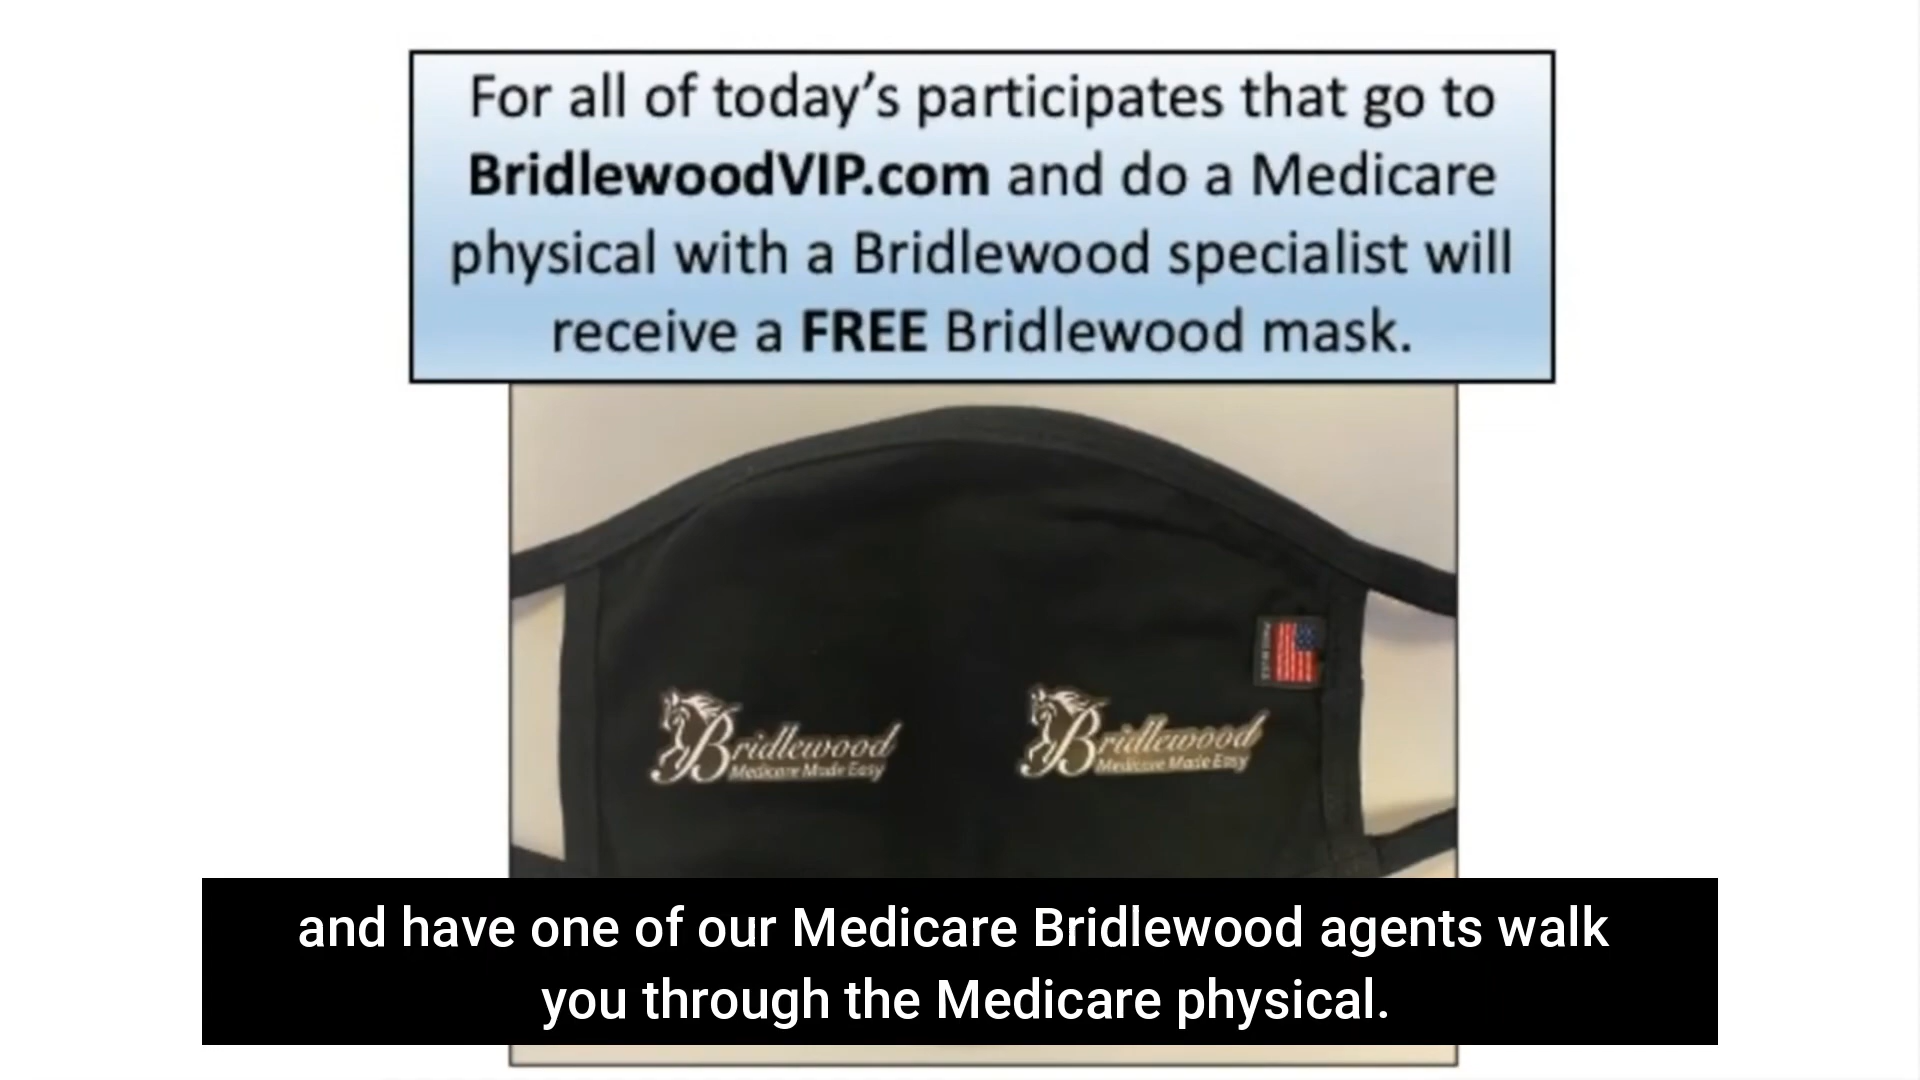 For all of today's participates that go to
BridlewoodVIP.com and do a Medicare
physical with a Bridlewood specialist will
receive a FREE Bridlewood mask.
Bridlewood
Medicare Made Easy
Bridlewood
Medicare Made Easy
and have one of our Medicare Bridlewood agents walk
you through the Medicare physical.